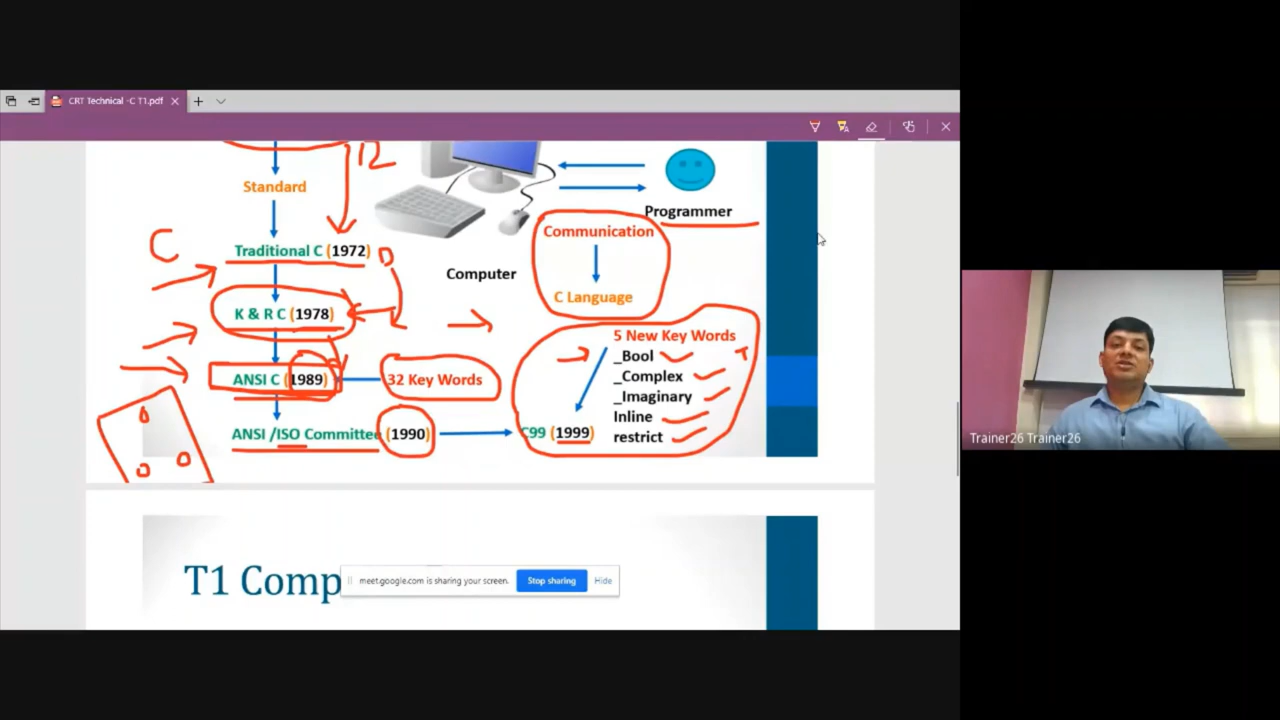 CRT Technical -C T1.pdf
12
Standard
Programmer
C
Traditional C (1972)
D
Communication
Computer
C Language
K & R C (1978)
5 New Key Words
_Bool
_Complex
_Imaginary
Inline
restrict
ANSI C (1989)
32 Key Words
ANSI /ISO Committee (1990)
C99 (1999)
Trainer26 Trainer26
T1 Comp
meet.google.com is sharing your screen.
Stop sharing
Hide